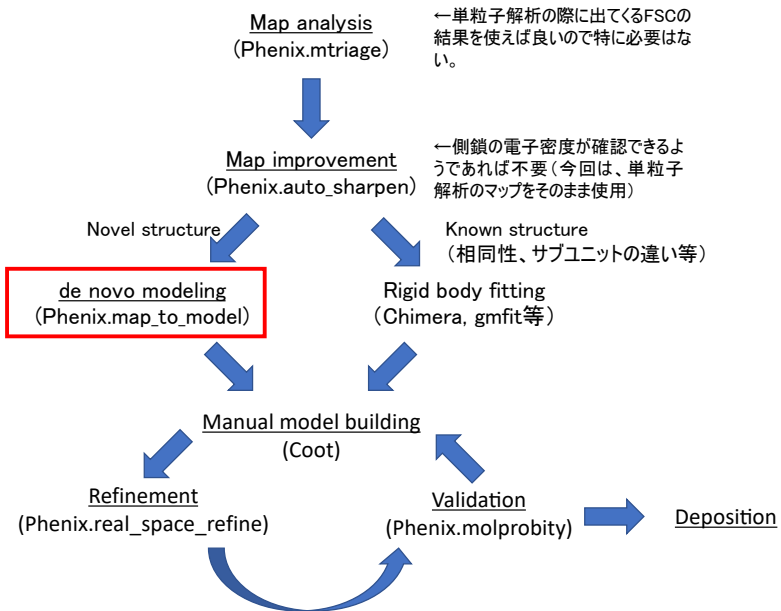 Map analysis
（Phenix.mtriage）
←単粒子解析の際に出てくるFSCの
結果を使えば良いので特に必要はな
い。
Map improvement
（Phenix.auto_sharpen）
←側鎖の電子密度が確認できるよ
うであれば不要（今回は、単粒子
解析のマップをそのまま使用）
Novel structure
Known structure
（相同性、サブユニットの違い等）
de novo modeling
（Phenix.map_to_model）
Rigid body fitting
（Chimera, gmfit等）
Manual model building
(Coot)
Refinement
(Phenix.real_space_refine)
Validation
(Phenix.molprobity)
Deposition